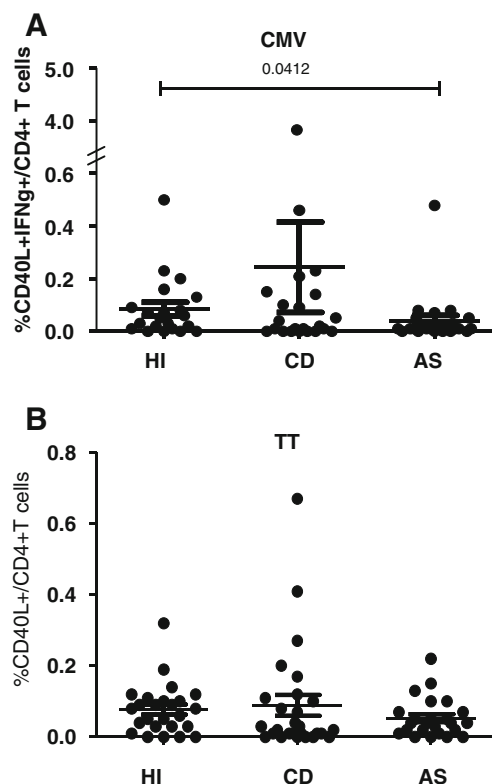 A
CMV
0.0412
%CD40L+IFNg+/CD4+ T cells
5.0
4.0
0.6
0.4
0.2
0.0
HI CD AS
B
TT
%CD40L+/CD4+T cells
0.8
0.6
0.4
0.2
0.0
HI CD AS